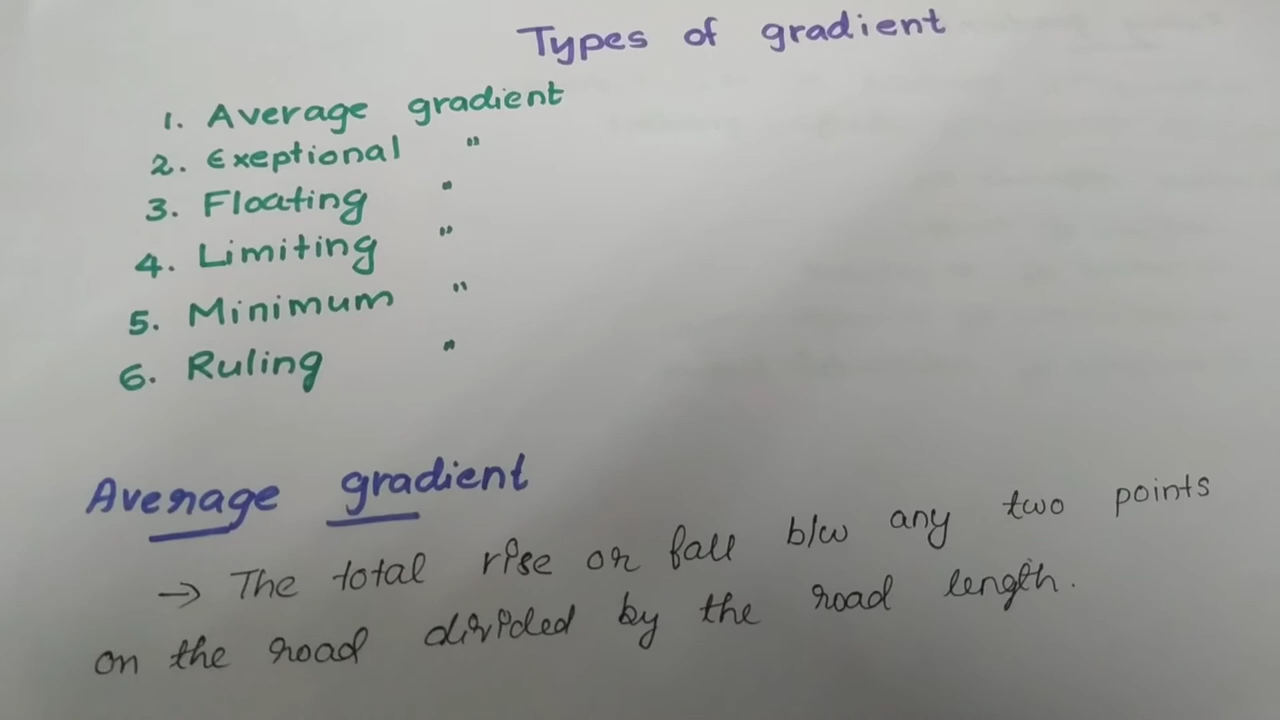 Types of gradient
1. Average gradient
2. Exeptional "
3. Floating "
4. Limiting "
5. Minimum "
6. Ruling "
Average gradient
→ The total rise or fall b/w any two points
on the road divided by the road length.